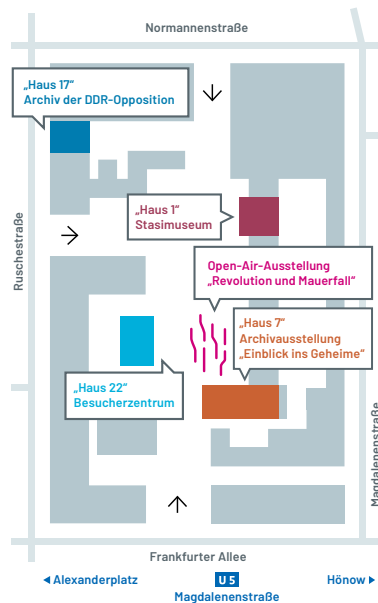 Normannenstraße
„Haus 17“
Archiv der DDR-Opposition
Ruschestraße
„Haus 1“
Stasimuseum
Open-Air-Ausstellung
„Revolution und Mauerfall“
„Haus 7“
Archivausstellung
„Einblick ins Geheime“
„Haus 22“
Besucherzentrum
Magdalenenstraße
Frankfurter Allee
Alexanderplatz
U 5
Hönow
Magdalenenstraße